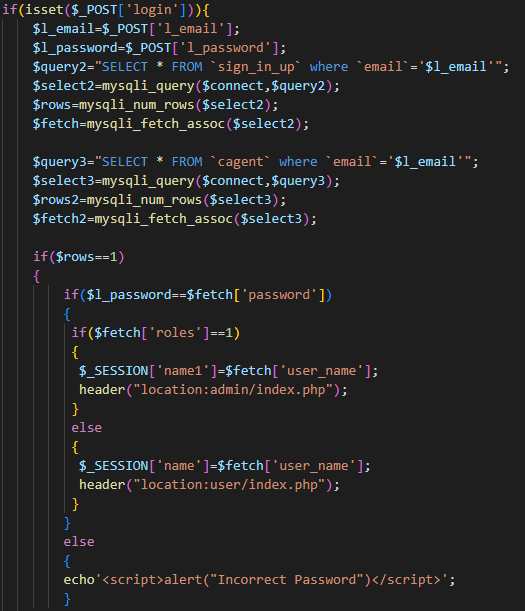 if(isset($_POST['login'])){
$l_email=$_POST['l_email'];
$l_password=$_POST['l_password'];
$query2="SELECT * FROM `sign_in_up` where `email`='$l_email'";
$select2=mysqli_query($connect,$query2);
$rows=mysqli_num_rows($select2);
$fetch=mysqli_fetch_assoc($select2);
$query3="SELECT * FROM `cagent` where `email`='$l_email'";
$select3=mysqli_query($connect,$query3);
$rows2=mysqli_num_rows($select3);
$fetch2=mysqli_fetch_assoc($select3);
if($rows==1)
{
if($l_password==$fetch['password'])
{
if($fetch['roles']==1)
{
$_SESSION['name1']=$fetch['user_name'];
header("location:admin/index.php");
}
else
{
$_SESSION['name']=$fetch['user_name'];
header("location:user/index.php");
}
}
else
{
echo'<script>alert("Incorrect Password")</script>';
}